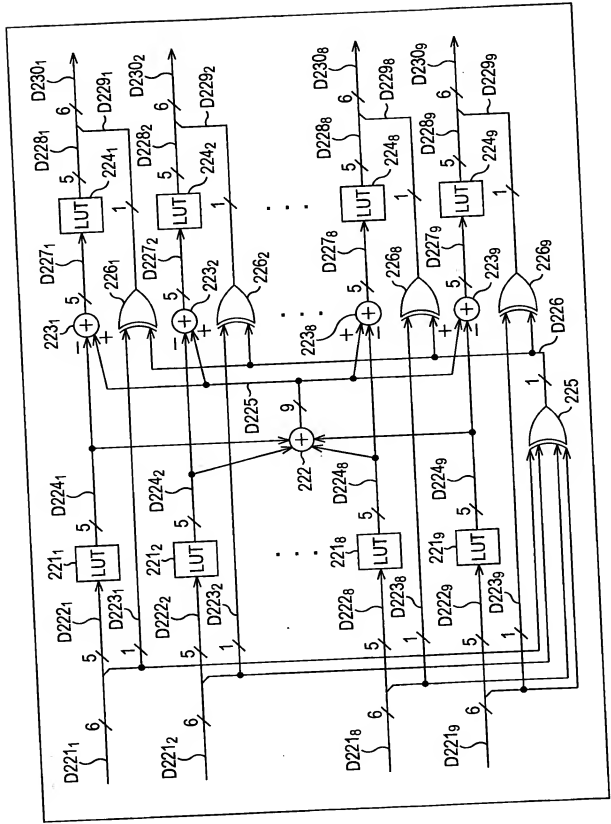 D221₁ 6 5 D222₁ LUT 221₁ 5 D224₁ − + 223₁ 5 D227₁ LUT 224₁ 5 D228₁ 6 D230₁
1 D223₁ 226₁ 1 D229₁
D221₂ 6 5 D222₂ LUT 221₂ 5 D224₂ − + 223₂ 5 D227₂ LUT 224₂ 5 D228₂ 6 D230₂
1 D223₂ + 226₂ 1 D229₂
+
222 + 9 D225
. . . . . .
D221₈ 6 5 D222₈ LUT 221₈ 5 D224₈ − + 223₈ 5 D227₈ LUT 224₈ 5 D228₈ 6 D230₈
1 D223₈ + 226₈ 1 D229₈
D221₉ 6 5 D222₉ LUT 221₉ 5 D224₉ − + 223₉ 5 D227₉ LUT 224₉ 5 D228₉ 6 D230₉
1 D223₉ 226₉ 1 D229₉
225 1 D226